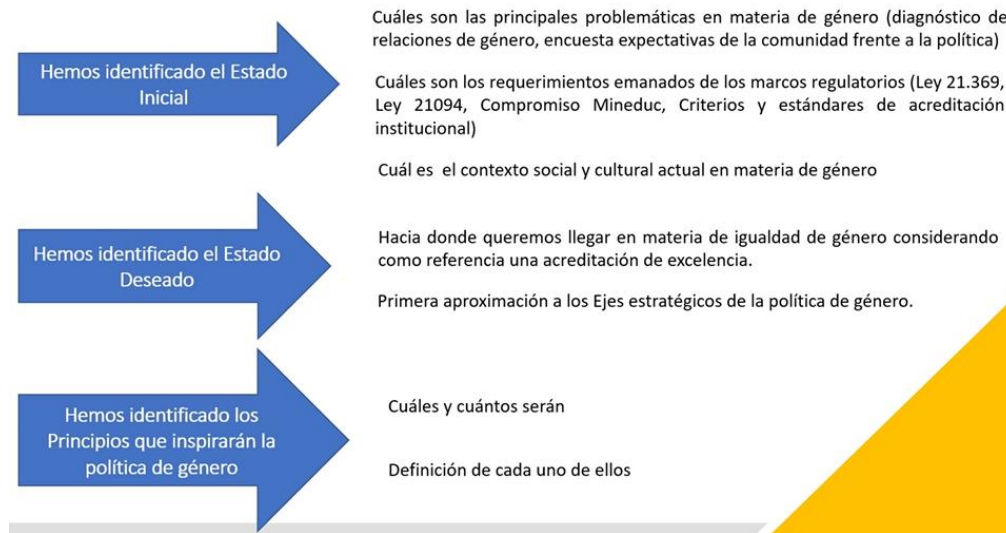 Hemos identificado el Estado
Inicial
Cuáles son las principales problemáticas en materia de género (diagnóstico de
relaciones de género, encuesta expectativas de la comunidad frente a la política)
Cuáles son los requerimientos emanados de los marcos regulatorios (Ley 21.369,
Ley 21094, Compromiso Mineduc, Criterios y estándares de acreditación
institucional)
Cuál es el contexto social y cultural actual en materia de género
Hemos identificado el Estado
Deseado
Hacia donde queremos llegar en materia de igualdad de género considerando
como referencia una acreditación de excelencia.
Primera aproximación a los Ejes estratégicos de la política de género.
Hemos identificado los
Principios que inspirarán la
política de género
Cuáles y cuántos serán
Definición de cada uno de ellos